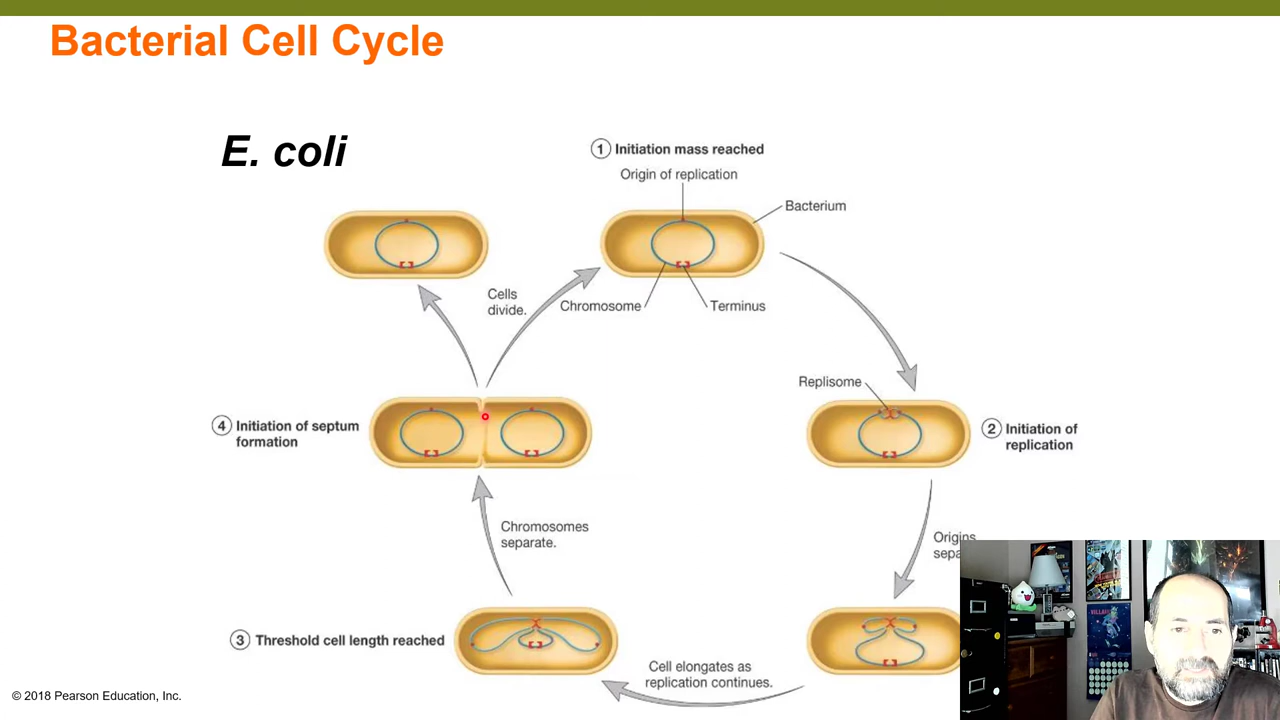 Bacterial Cell Cycle
E. coli
① Initiation mass reached
Origin of replication
Bacterium
Cells
divide.
Chromosome
Terminus
Replisome
④ Initiation of septum
formation
② Initiation of
replication
Chromosomes
separate.
Origins
sepa
③ Threshold cell length reached
Cell elongates as
replication continues.
© 2018 Pearson Education, Inc.